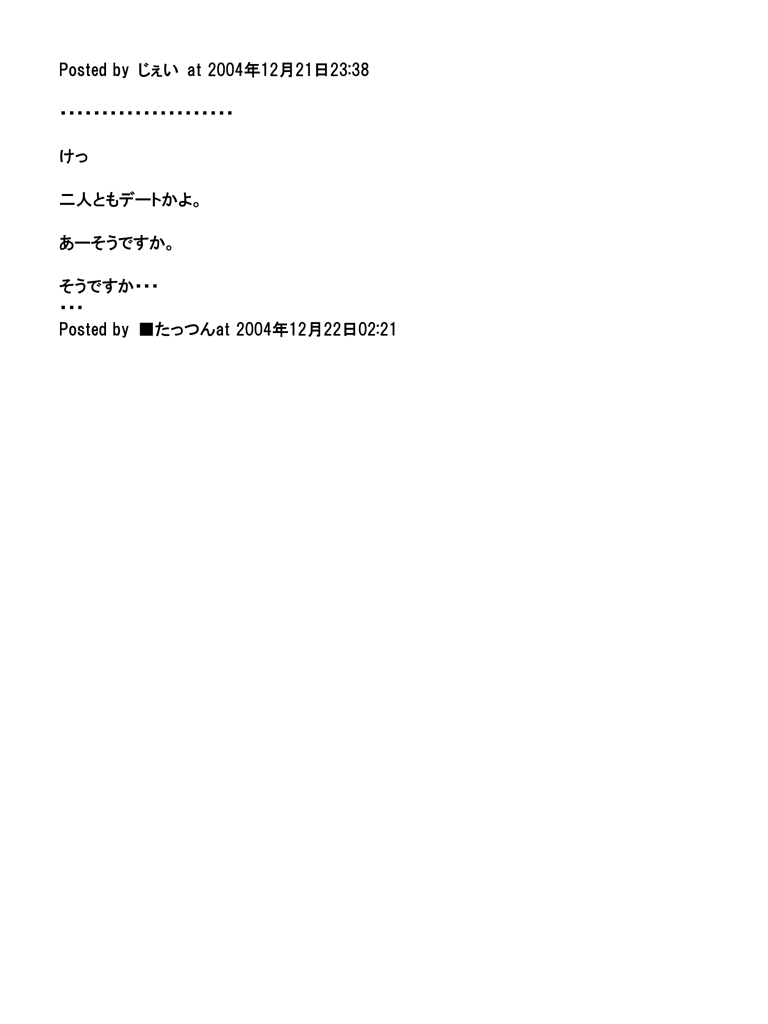 Posted by じぇい at 2004年12月21日23:38
・・・・・・・・・・・・・・・・・・・・・
けっ
二人ともデートかよ。
あーそうですか。
そうですか・・・
・・・
Posted by ■たっつんat 2004年12月22日02:21